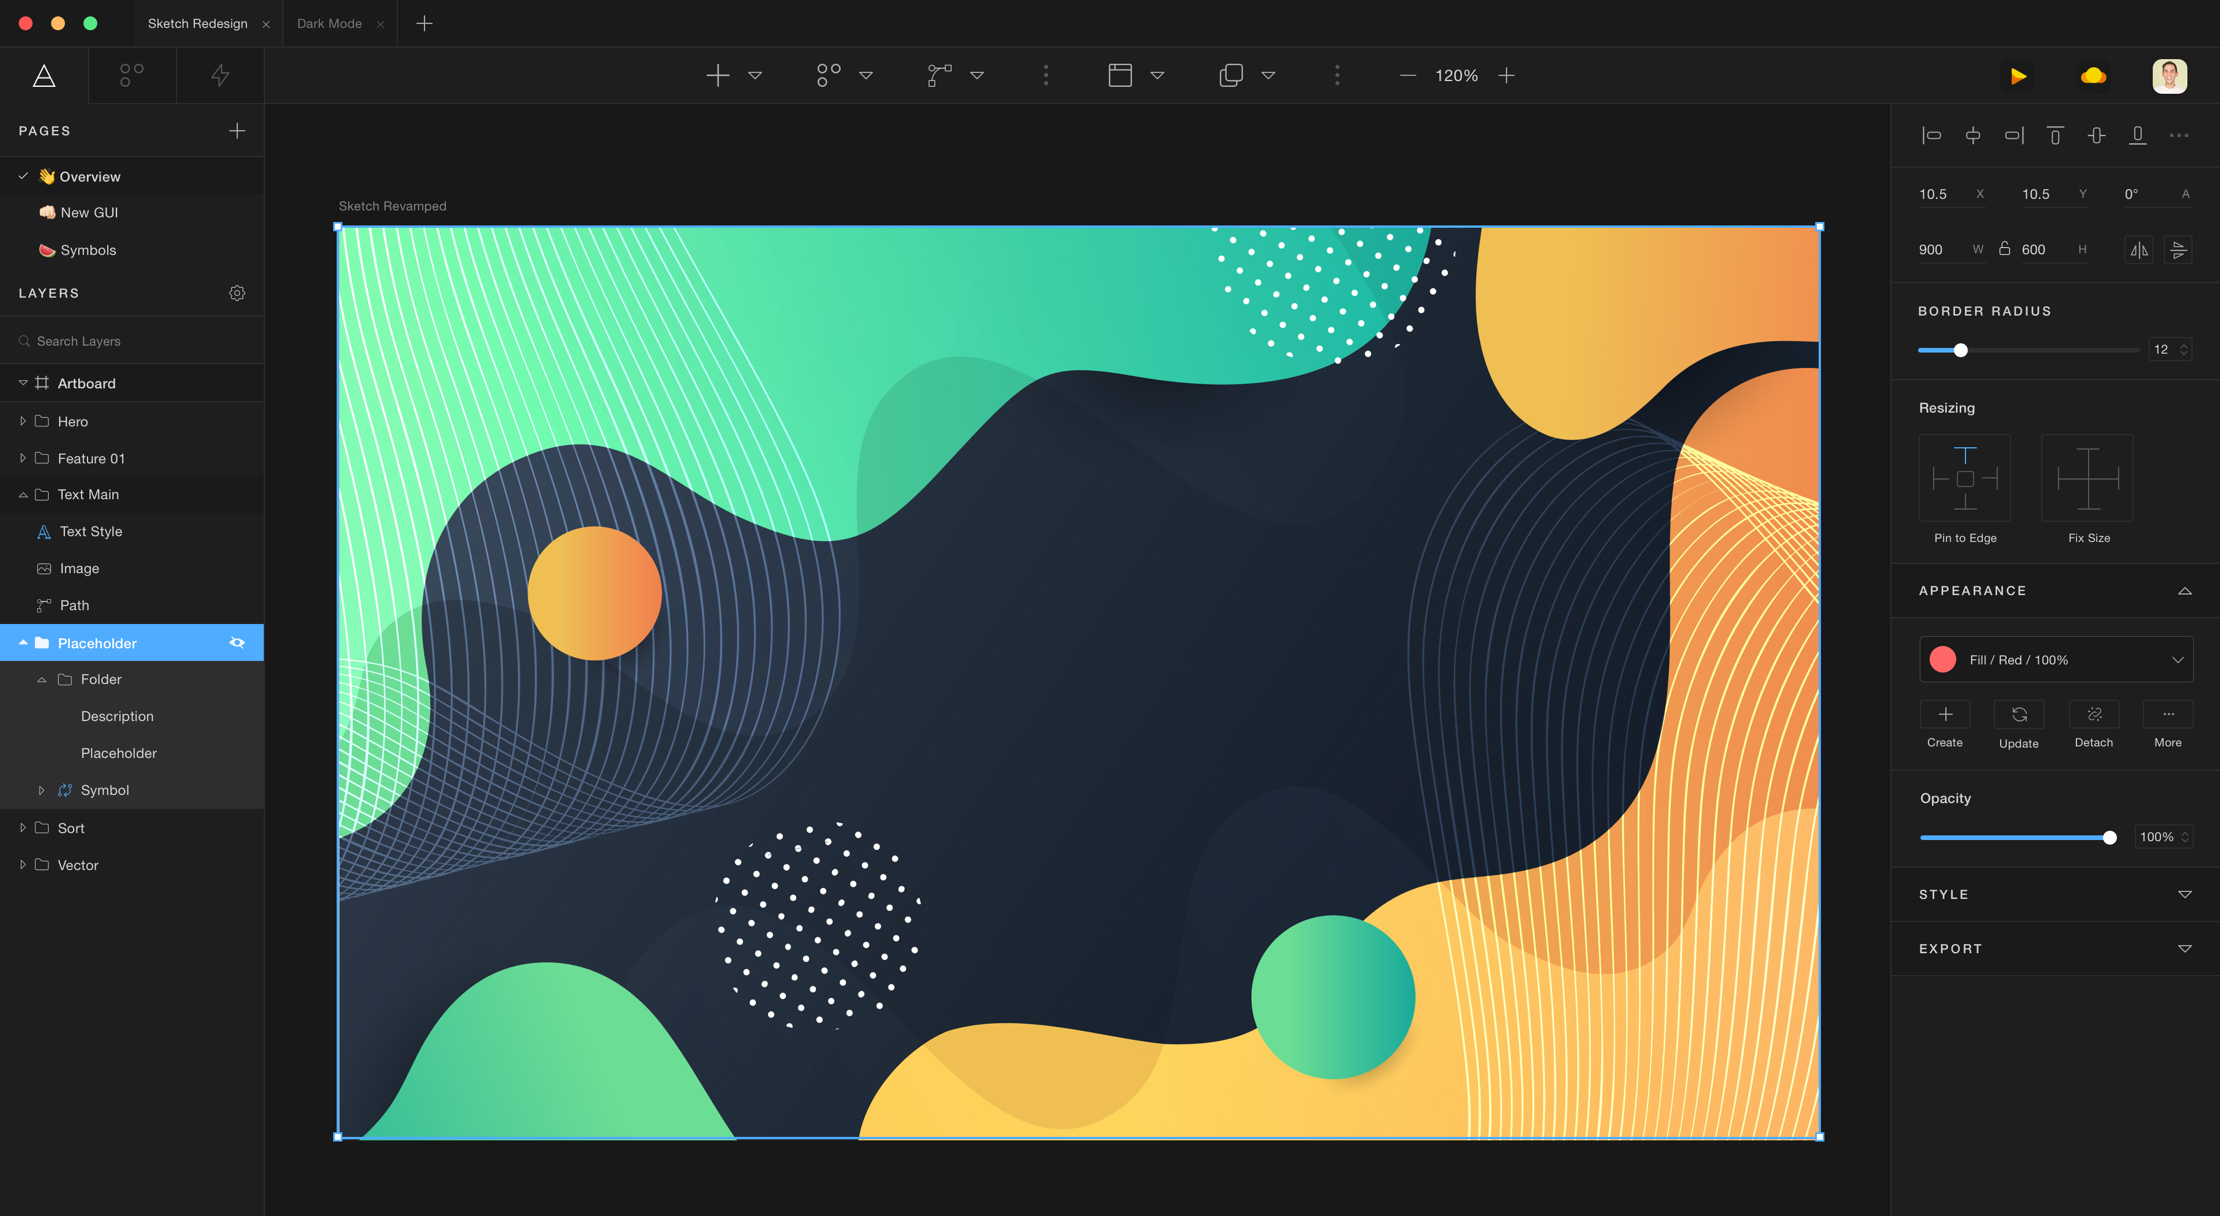 Sketch Redesign
Dark Mode
120%
PAGES
Overview
New GUI
Symbols
LAYERS
Search Layers
Artboard
Hero
Feature 01
Text Main
Text Style
Image
Path
Placeholder
Folder
Description
Placeholder
Symbol
Sort
Vector
Sketch Revamped
10.5 X 10.5 Y 0° A
900 W 600 H
BORDER RADIUS
12
Resizing
Pin to Edge Fix Size
APPEARANCE
Fill / Red / 100%
Create Update Detach More
Opacity
100%
STYLE
EXPORT